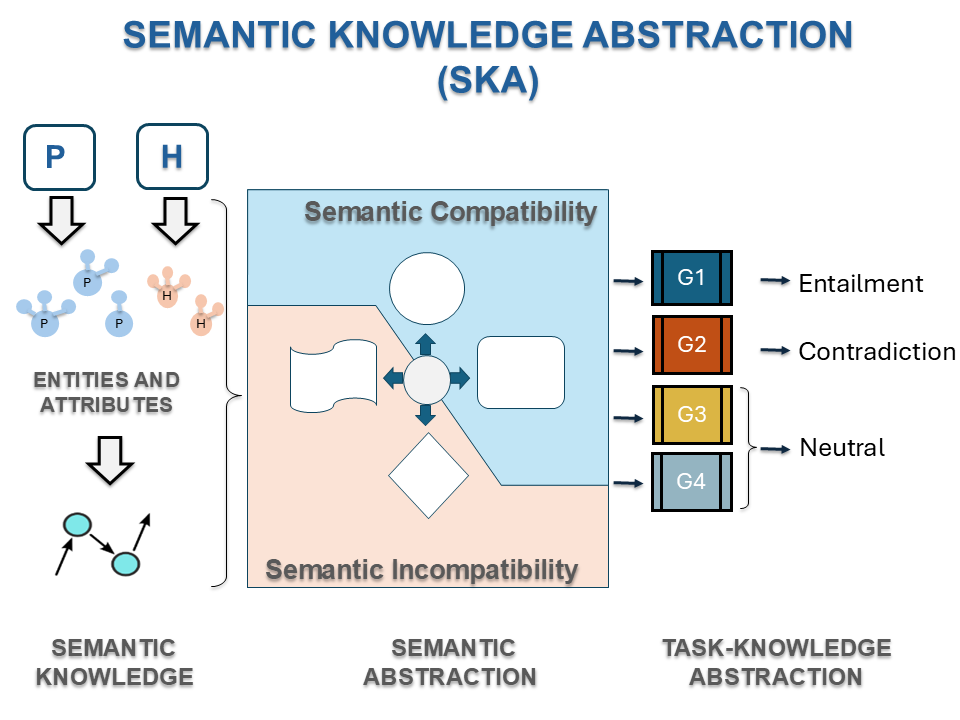 SEMANTIC KNOWLEDGE ABSTRACTION
(SKA)
P
H
P
P
P
H
H
ENTITIES AND
ATTRIBUTES
Semantic Compatibility
Semantic Incompatibility
G1
Entailment
G2
Contradiction
G3
G4
Neutral
SEMANTIC
KNOWLEDGE
SEMANTIC
ABSTRACTION
TASK-KNOWLEDGE
ABSTRACTION